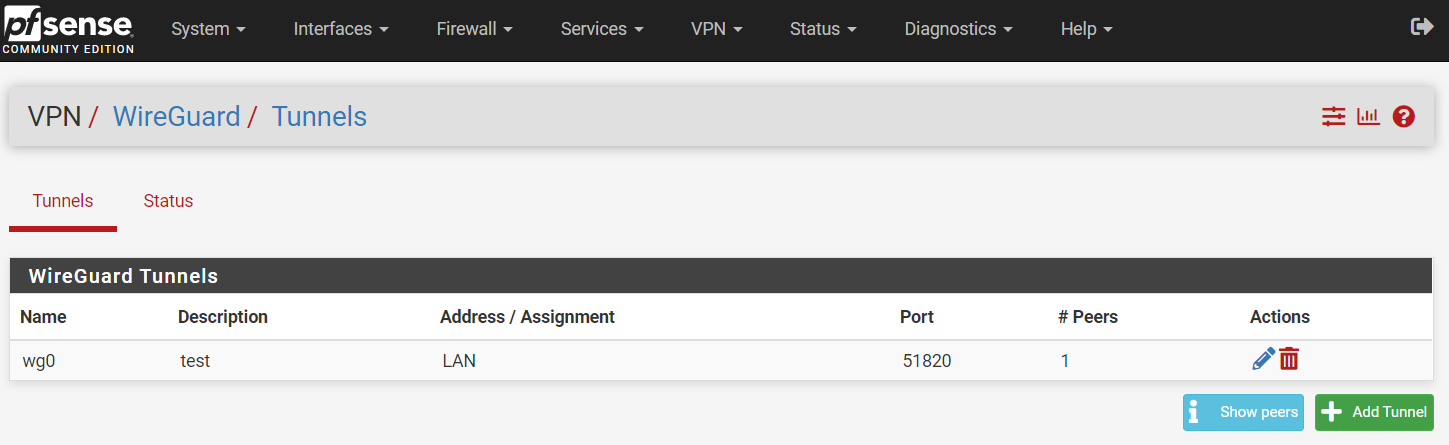 pfsense
COMMUNITY EDITION
System Interfaces Firewall Services VPN Status Diagnostics Help
VPN / WireGuard / Tunnels
Tunnels Status
WireGuard Tunnels
Name Description Address / Assignment Port # Peers Actions
wg0 test LAN 51820 1
Show peers Add Tunnel